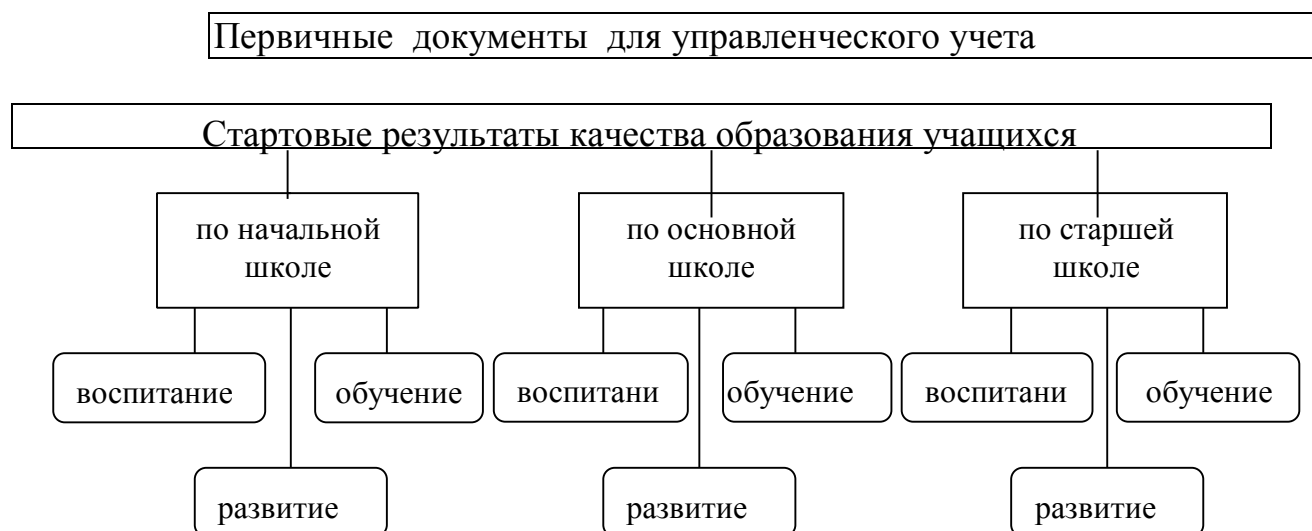 Первичные документы для управленческого учета
Стартовые результаты качества образования учащихся
по начальной
школе
по основной
школе
по старшей
школе
воспитание
обучение
воспитани
обучение
воспитани
обучение
развитие
развитие
развитие